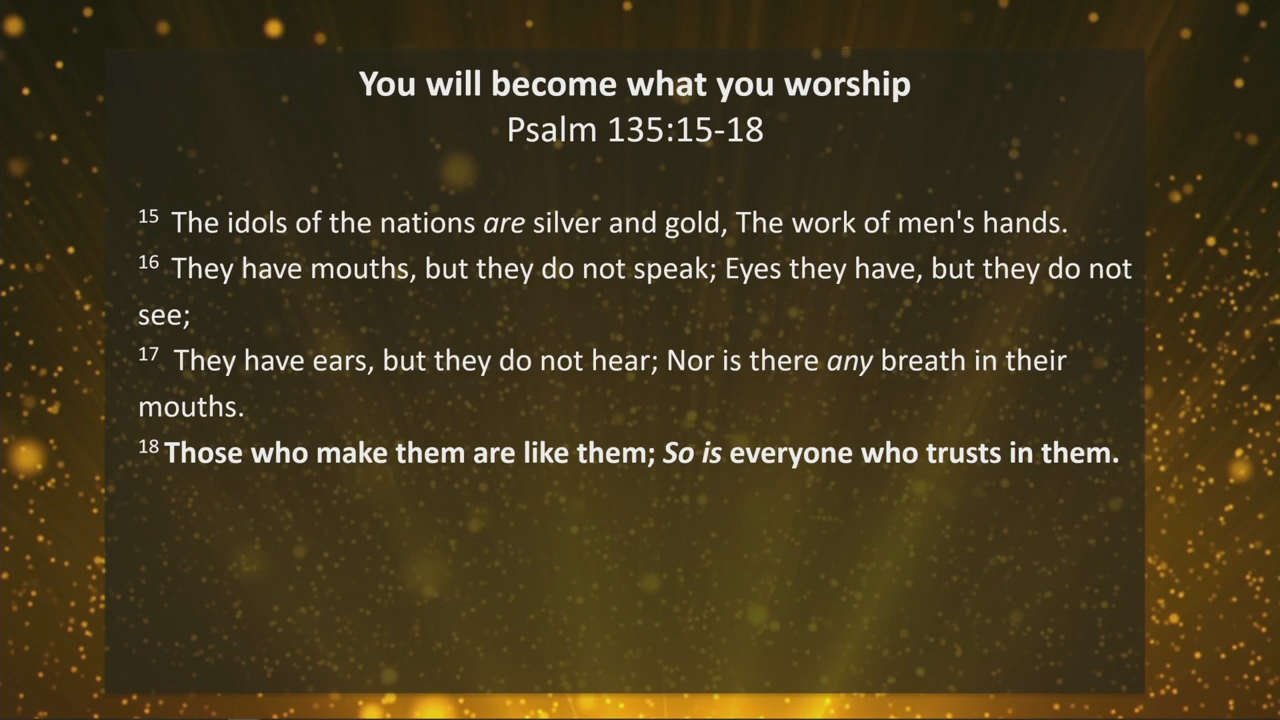 You will become what you worship
Psalm 135:15-18
15 The idols of the nations are silver and gold, The work of men's hands.
16 They have mouths, but they do not speak; Eyes they have, but they do not
see;
17 They have ears, but they do not hear; Nor is there any breath in their
mouths.
18 Those who make them are like them; So is everyone who trusts in them.